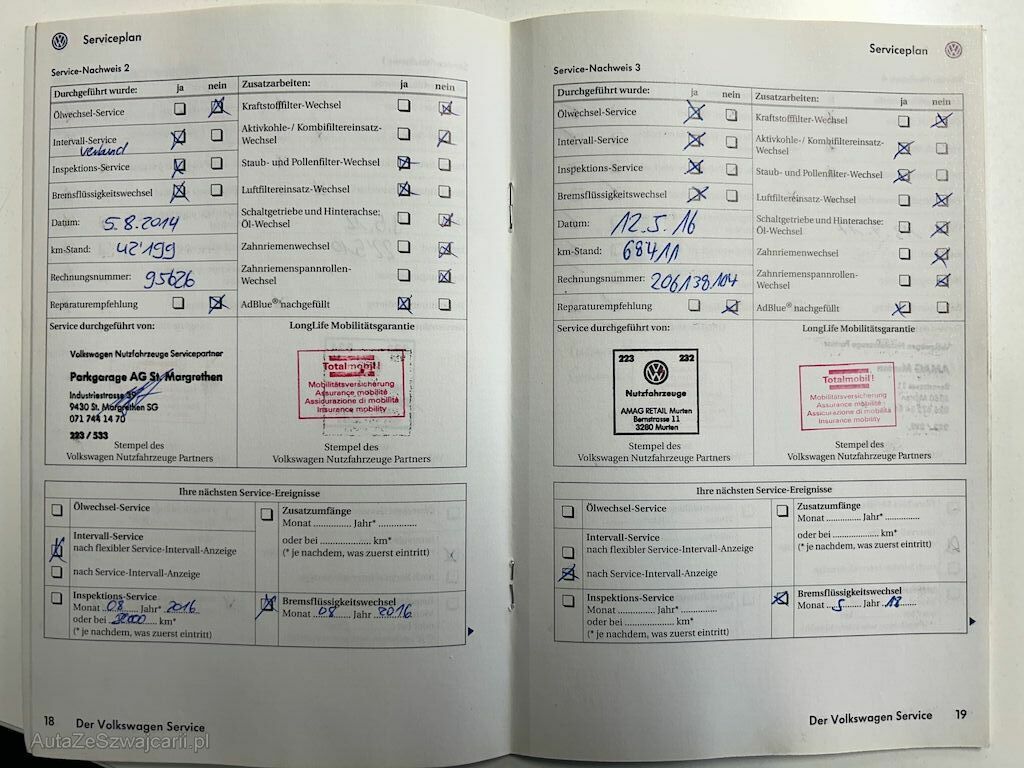 Serviceplan
Service-Nachweis 2
Durchgeführt wurde: ja nein
Ölwechsel-Service
Intervall-Service
verlund
Inspektions-Service
Bremsflüssigkeitswechsel
Datum: 5.8.2014
km-Stand: 42'199
Rechnungsnummer: 95626
Reparaturempfehlung
Zusatzarbeiten: ja nein
Kraftstofffilter-Wechsel
Aktivkohle-/ Kombifiltereinsatz-
Wechsel
Staub- und Pollenfilter-Wechsel
Luftfiltereinsatz-Wechsel
Schaltgetriebe und Hinterachse:
Öl-Wechsel
Zahnriemenwechsel
Zahnriemenspannrollen-
Wechsel
AdBlue® nachgefüllt
Service durchgeführt von:
Volkswagen Nutzfahrzeuge Servicepartner
Parkgarage AG St. Margrethen
Industriestrasse 39
9430 St. Margrethen SG
071 744 14 70
223 / 533
Stempel des
Volkswagen Nutzfahrzeuge Partners
LongLife Mobilitätsgarantie
Totalmobil!
Mobilitätsversicherung
Assurance mobilité
Assicurazione di mobilità
Insurance mobility
Stempel des
Volkswagen Nutzfahrzeuge Partners
Ihre nächsten Service-Ereignisse
Ölwechsel-Service
Intervall-Service
nach flexibler Service-Intervall-Anzeige
nach Service-Intervall-Anzeige
Zusatzumfänge
Monat ............. Jahr* ..............
oder bei ..................... km*
(* je nachdem, was zuerst eintritt)
Inspektions-Service
Monat ..08..... Jahr* 2016
oder bei ..32000.... km*
(* je nachdem, was zuerst eintritt)
Bremsflüssigkeitswechsel
Monat 08 Jahr 2016
18 Der Volkswagen Service
Serviceplan
Service-Nachweis 3
Durchgeführt wurde: ja nein
Ölwechsel-Service
Intervall-Service
Inspektions-Service
Bremsflüssigkeitswechsel
Datum: 12.5.16
km-Stand: 68411
Rechnungsnummer: 206138104
Reparaturempfehlung
Zusatzarbeiten: ja nein
Kraftstofffilter-Wechsel
Aktivkohle-/ Kombifiltereinsatz-
Wechsel
Staub- und Pollenfilter-Wechsel
Luftfiltereinsatz-Wechsel
Schaltgetriebe und Hinterachse:
Öl-Wechsel
Zahnriemenwechsel
Zahnriemenspannrollen-
Wechsel
AdBlue® nachgefüllt
Service durchgeführt von:
223 232
Nutzfahrzeuge
AMAG RETAIL Murten
Bernstrasse 11
3280 Murten
Stempel des
Volkswagen Nutzfahrzeuge Partners
LongLife Mobilitätsgarantie
Totalmobil!
Mobilitätsversicherung
Assurance mobilité
Assicurazione di mobilità
Insurance mobility
Stempel des
Volkswagen Nutzfahrzeuge Partners
Ihre nächsten Service-Ereignisse
Ölwechsel-Service
Intervall-Service
nach flexibler Service-Intervall-Anzeige
nach Service-Intervall-Anzeige
Zusatzumfänge
Monat ............. Jahr* .............
oder bei ..................... km*
(* je nachdem, was zuerst eintritt)
Inspektions-Service
Monat ............. Jahr* .............
oder bei ..................... km*
(* je nachdem, was zuerst eintritt)
Bremsflüssigkeitswechsel
Monat ..5..... Jahr ..18...
Der Volkswagen Service 19
AutaZeSzwajcarii.pl